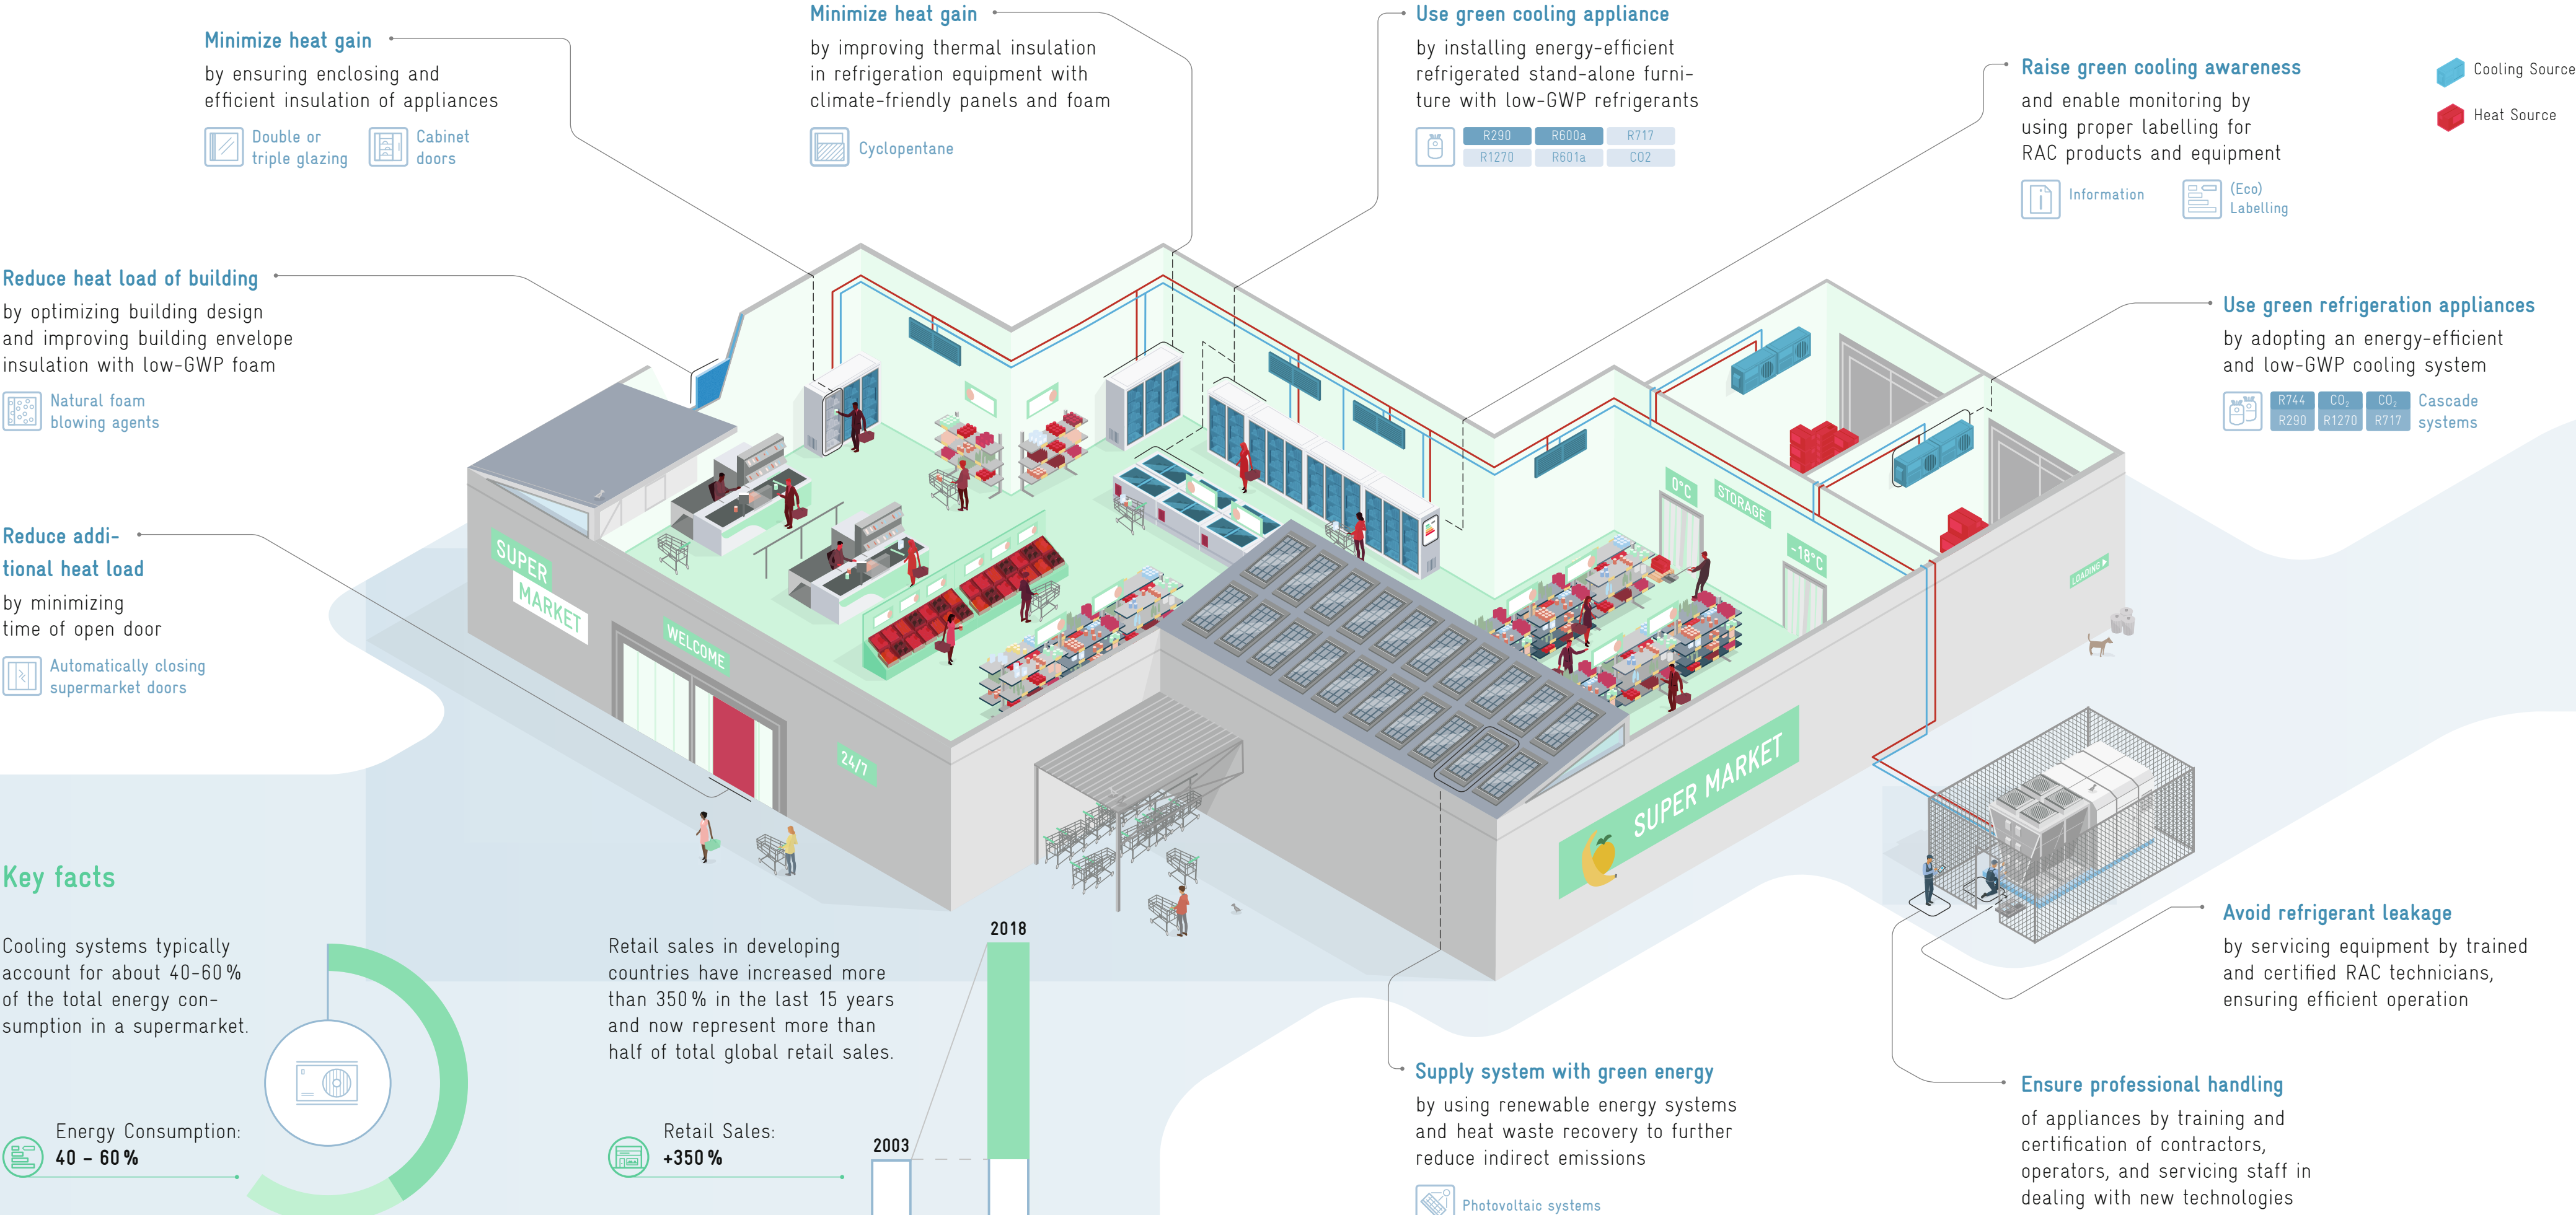 Minimize heat gain
by ensuring enclosing and
efficient insulation of appliances
Double or
triple glazing
Cabinet
doors
Minimize heat gain
by improving thermal insulation
in refrigeration equipment with
climate-friendly panels and foam
Cyclopentane
Use green cooling appliance
by installing energy-efficient
refrigerated stand-alone furni-
ture with low-GWP refrigerants
R290 R600a R717
R1270 R601a CO2
Raise green cooling awareness
and enable monitoring by
using proper labelling for
RAC products and equipment
Information
(Eco)
Labelling
Cooling Source
Heat Source
Reduce heat load of building
by optimizing building design
and improving building envelope
insulation with low-GWP foam
Natural foam
blowing agents
Use green refrigeration appliances
by adopting an energy-efficient
and low-GWP cooling system
R744 CO₂ CO₂
R290 R1270 R717
Cascade
systems
Reduce addi-
tional heat load
by minimizing
time of open door
Automatically closing
supermarket doors
SUPER
MARKET
WELCOME
24/7
0°C
STORAGE
-18°C
LOADING
SUPER MARKET
Key facts
Cooling systems typically
account for about 40-60 %
of the total energy con-
sumption in a supermarket.
Energy Consumption:
40 - 60 %
Retail sales in developing
countries have increased more
than 350 % in the last 15 years
and now represent more than
half of total global retail sales.
Retail Sales:
+350 %
2003
2018
Supply system with green energy
by using renewable energy systems
and heat waste recovery to further
reduce indirect emissions
Photovoltaic systems
Avoid refrigerant leakage
by servicing equipment by trained
and certified RAC technicians,
ensuring efficient operation
Ensure professional handling
of appliances by training and
certification of contractors,
operators, and servicing staff in
dealing with new technologies